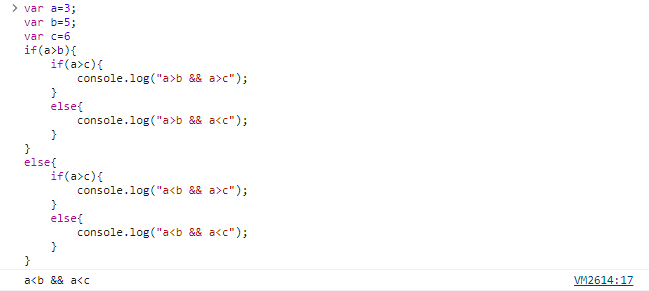 > var a=3;
var b=5;
var c=6
if(a>b){
    if(a>c){
        console.log("a>b && a>c");
    }
    else{
        console.log("a>b && a<c");
    }
}
else{
    if(a>c){
        console.log("a<b && a>c");
    }
    else{
        console.log("a<b && a<c");
    }
}
a<b && a<c VM2614:17